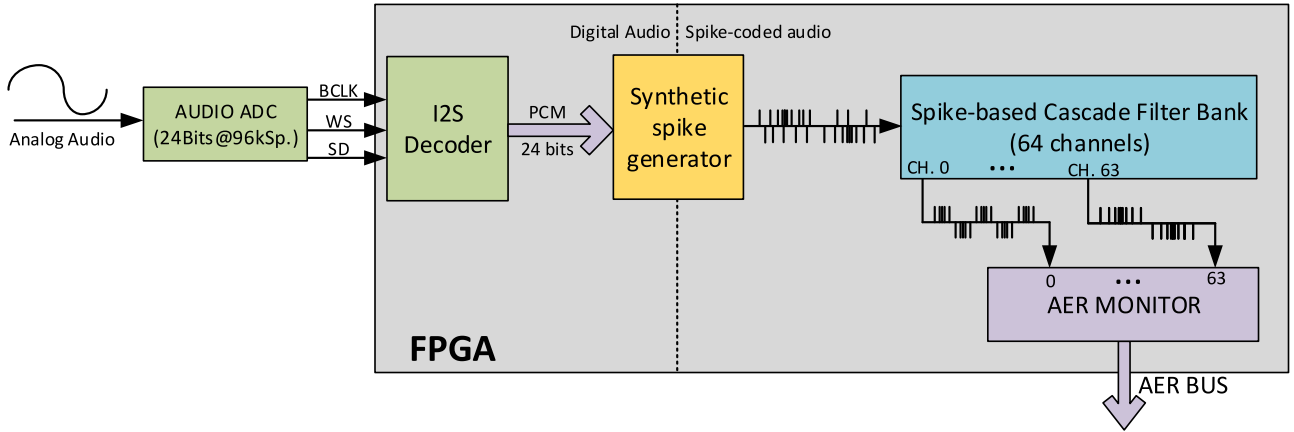 Digital Audio
Spike-coded audio
Analog Audio
AUDIO ADC
(24Bits@96kSp.)
BCLK
WS
SD
I2S
Decoder
PCM
24 bits
Synthetic
spike
generator
Spike-based Cascade Filter Bank
(64 channels)
CH. 0
...
CH. 63
0
...
63
AER MONITOR
FPGA
AER BUS